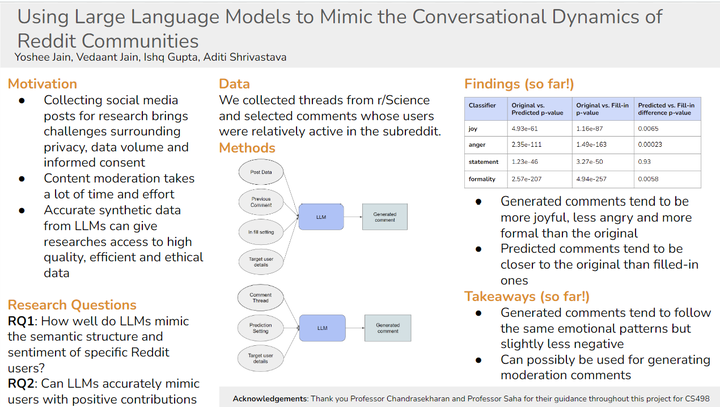 Using Large Language Models to Mimic the Conversational Dynamics of
Reddit Communities
Yoshee Jain, Vedaant Jain, Ishq Gupta, Aditi Shrivastava
Motivation
● Collecting social media
posts for research brings
challenges surrounding
privacy, data volume and
informed consent
● Content moderation takes
a lot of time and effort
● Accurate synthetic data
from LLMs can give
researches access to high
quality, efficient and ethical
data
Research Questions
RQ1: How well do LLMs mimic
the semantic structure and
sentiment of specific Reddit
users?
RQ2: Can LLMs accurately mimic
users with positive contributions
Data
We collected threads from r/Science
and selected comments whose users
were relatively active in the subreddit.
Methods
Post Data
Previous
Comment
In fill setting
Target user
details
LLM
Generated
comment
Comment
Thread
Prediction
Setting
Target user
details
LLM
Generated
comment
Findings (so far!)
Classifier Original vs. Original vs. Fill-in Predicted vs. Fill-in
Predicted p-value p-value difference p-value
joy 4.93e-61 1.16e-87 0.0065
anger 2.35e-111 1.49e-163 0.00023
statement 1.23e-46 3.27e-50 0.93
formality 2.57e-207 4.94e-257 0.0058
● Generated comments tend to be
more joyful, less angry and more
formal than the original
● Predicted comments tend to be
closer to the original than filled-in
ones
Takeaways (so far!)
● Generated comments tend to follow
the same emotional patterns but
slightly less negative
● Can possibly be used for generating
moderation comments
Acknowledgements: Thank you Professor Chandrasekharan and Professor Saha for their guidance throughout this project for CS498